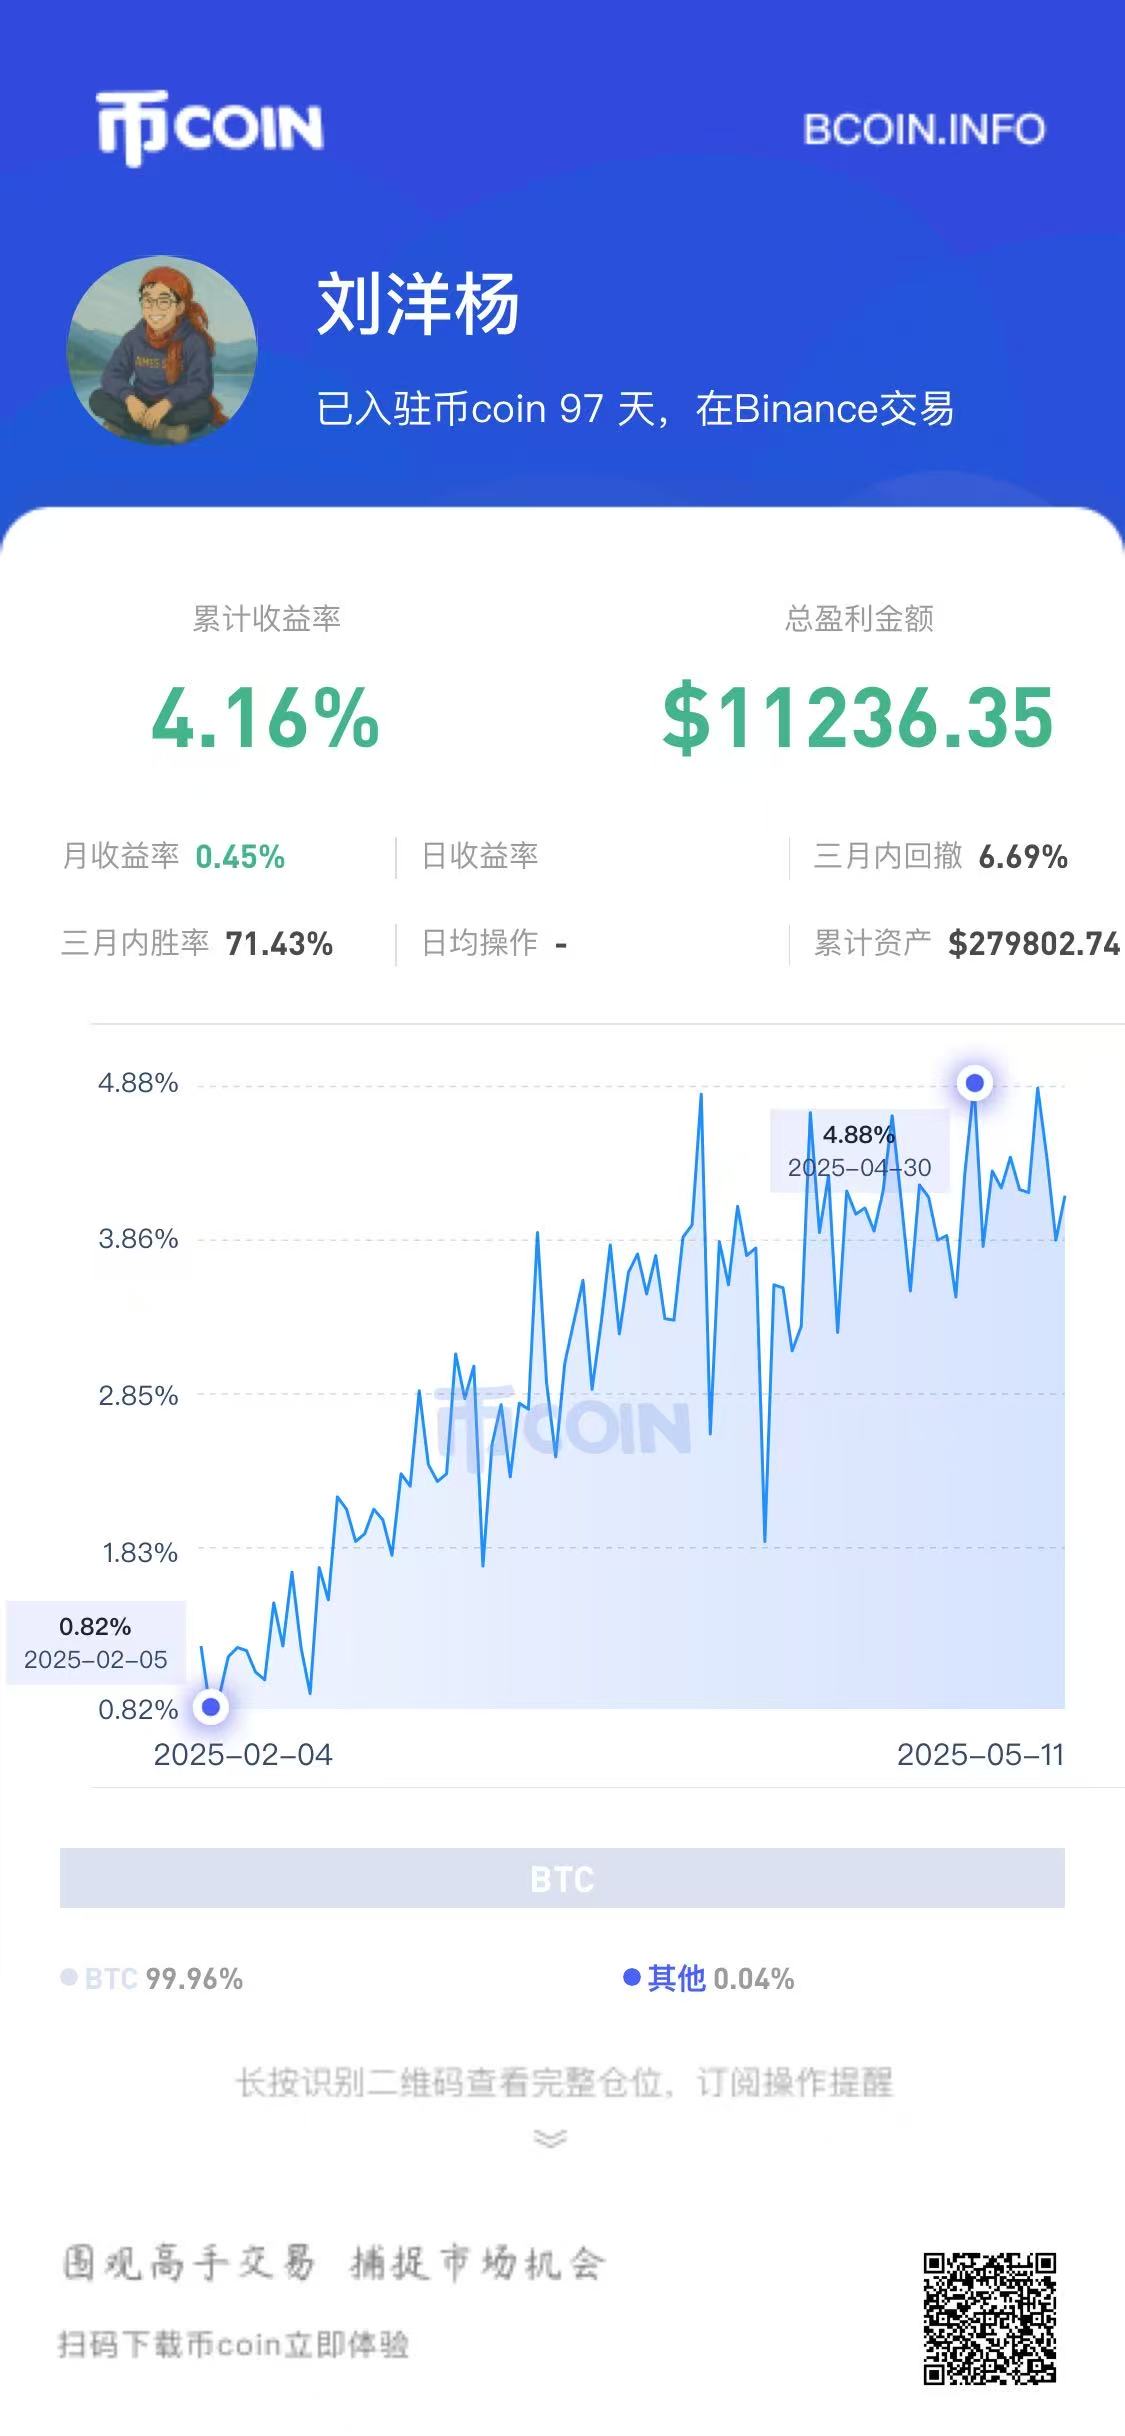 币COIN
BCOIN.INFO
刘洋杨
已入驻币coin 97 天，在Binance交易
累计收益率
总盈利金额
4.16%
$11236.35
月收益率 0.45%
日收益率
三月内回撤 6.69%
三月内胜率 71.43%
日均操作 -
累计资产 $279802.74
4.88%
4.88%
2025-04-30
3.86%
2.85%
币COIN
1.83%
0.82%
2025-02-05
0.82%
2025-02-04
2025-05-11
BTC
BTC 99.96%
其他 0.04%
长按识别二维码查看完整仓位，订阅操作提醒
围观高手交易 捕捉市场机会
扫码下载币coin立即体验